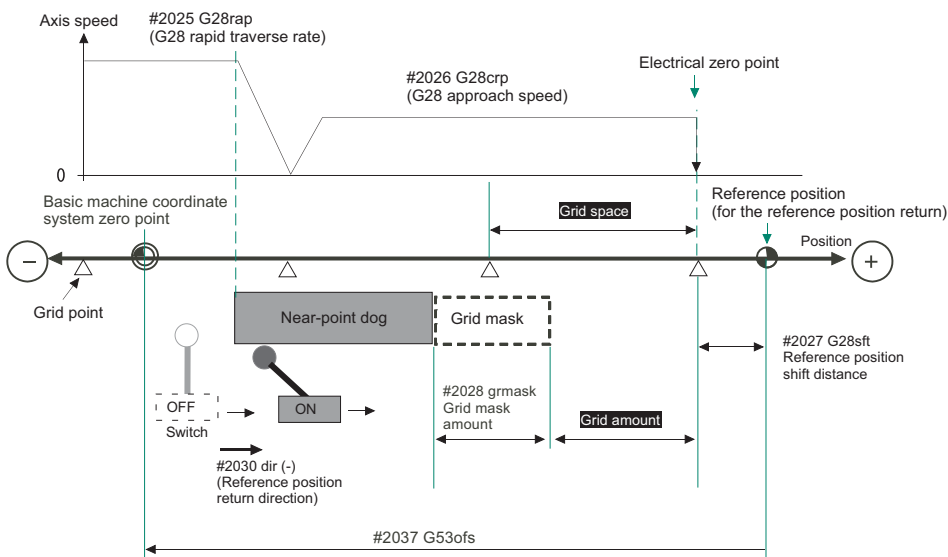 Axis speed
#2025 G28rap
(G28 rapid traverse rate)
#2026 G28crp
(G28 approach speed)
Electrical zero point
0
Basic machine coordinate
system zero point
Grid space
Reference position
(for the reference position return)
Position
−
+
Grid point
Near-point dog
Grid mask
#2027 G28sft
Reference position
shift distance
OFF
Switch
ON
#2028 grmask
Grid mask
amount
Grid amount
#2030 dir (-)
(Reference position
return direction)
#2037 G53ofs